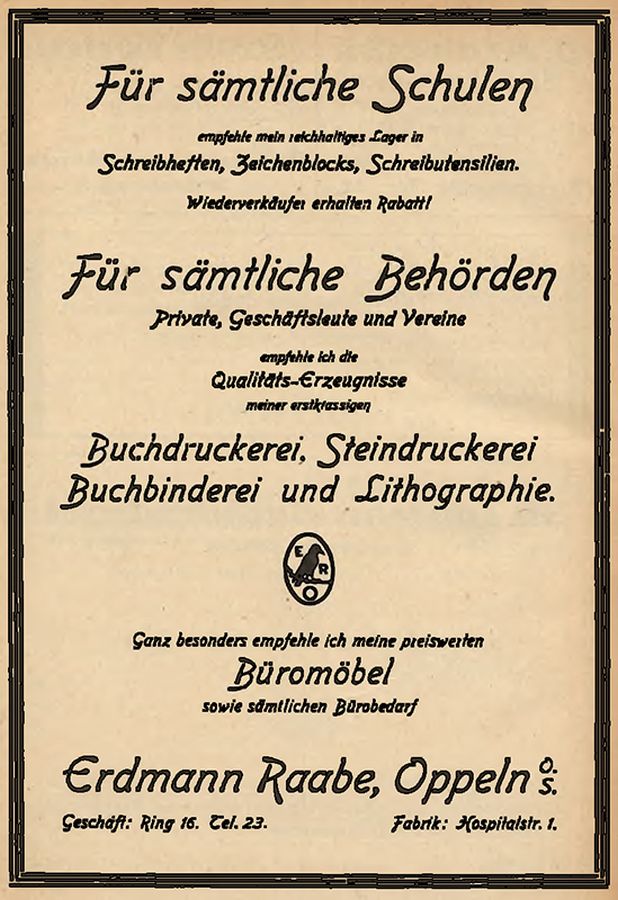 Für sämtliche Schulen
empfehle mein reichhaltiges Lager in
Schreibheften, Zeichenblocks, Schreibutensilien.
Wiederverkäufer erhalten Rabatt!
Für sämtliche Behörden
Private, Geschäftsleute und Vereine
empfehle ich die
Qualitäts-Erzeugnisse
meiner erstklassigen
Buchdruckerei, Steindruckerei
Buchbinderei und Lithographie.
E R
O
Ganz besonders empfehle ich meine preiswerten
Büromöbel
sowie sämtlichen Bürobedarf
Erdmann Raabe, Oppeln O. S.
Geschäft: Ring 16. Tel. 23. Fabrik: Hospitalstr. 1.